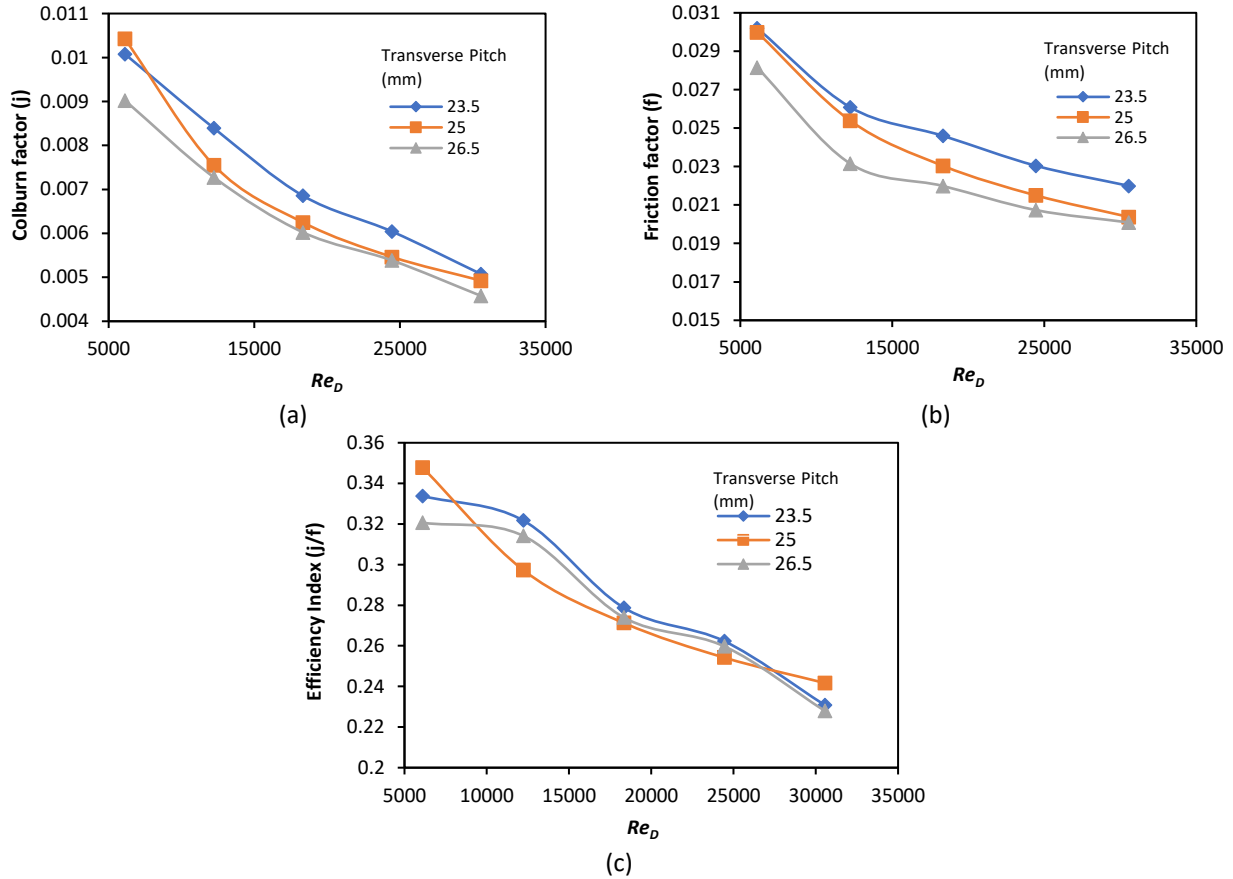 0.011
0.01
0.009
0.008
0.007
0.006
0.005
0.004
Colburn factor (j)
5000 15000 25000 35000
Re_D
Transverse Pitch
(mm)
23.5
25
26.5
(a)
0.031
0.029
0.027
0.025
0.023
0.021
0.019
0.017
0.015
Friction factor (f)
5000 15000 25000 35000
Re_D
Transverse Pitch
(mm)
23.5
25
26.5
(b)
0.36
0.34
0.32
0.3
0.28
0.26
0.24
0.22
0.2
Efficiency Index (j/f)
5000 10000 15000 20000 25000 30000 35000
Re_D
Transverse Pitch
(mm)
23.5
25
26.5
(c)